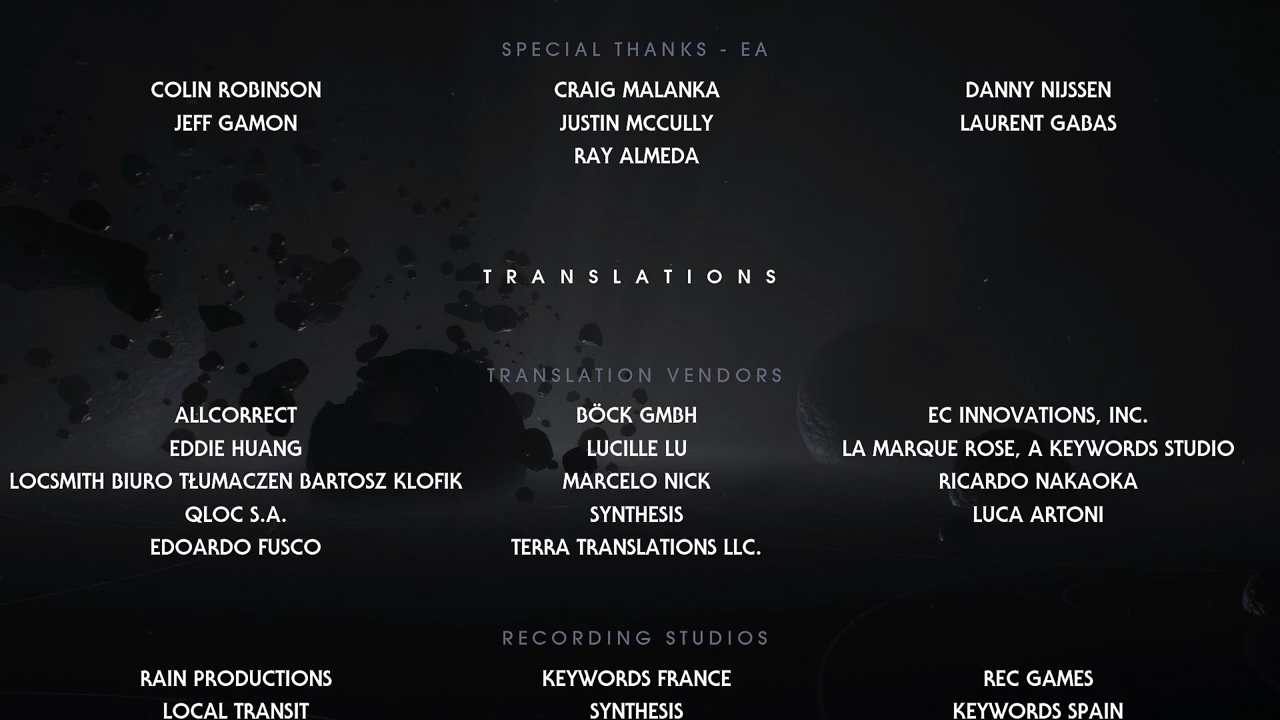 SPECIAL THANKS - EA
COLIN ROBINSON CRAIG MALANKA DANNY NIJSSEN
JEFF GAMON JUSTIN MCCULLY LAURENT GABAS
RAY ALMEDA
TRANSLATIONS
TRANSLATION VENDORS
ALLCORRECT BÖCK GMBH EC INNOVATIONS, INC.
EDDIE HUANG LUCILLE LU LA MARQUE ROSE, A KEYWORDS STUDIO
LOCSMITH BIURO TŁUMACZEN BARTOSZ KLOFIK MARCELO NICK RICARDO NAKAOKA
QLOC S.A. SYNTHESIS LUCA ARTONI
EDOARDO FUSCO TERRA TRANSLATIONS LLC.
RECORDING STUDIOS
RAIN PRODUCTIONS KEYWORDS FRANCE REC GAMES
LOCAL TRANSIT SYNTHESIS KEYWORDS SPAIN